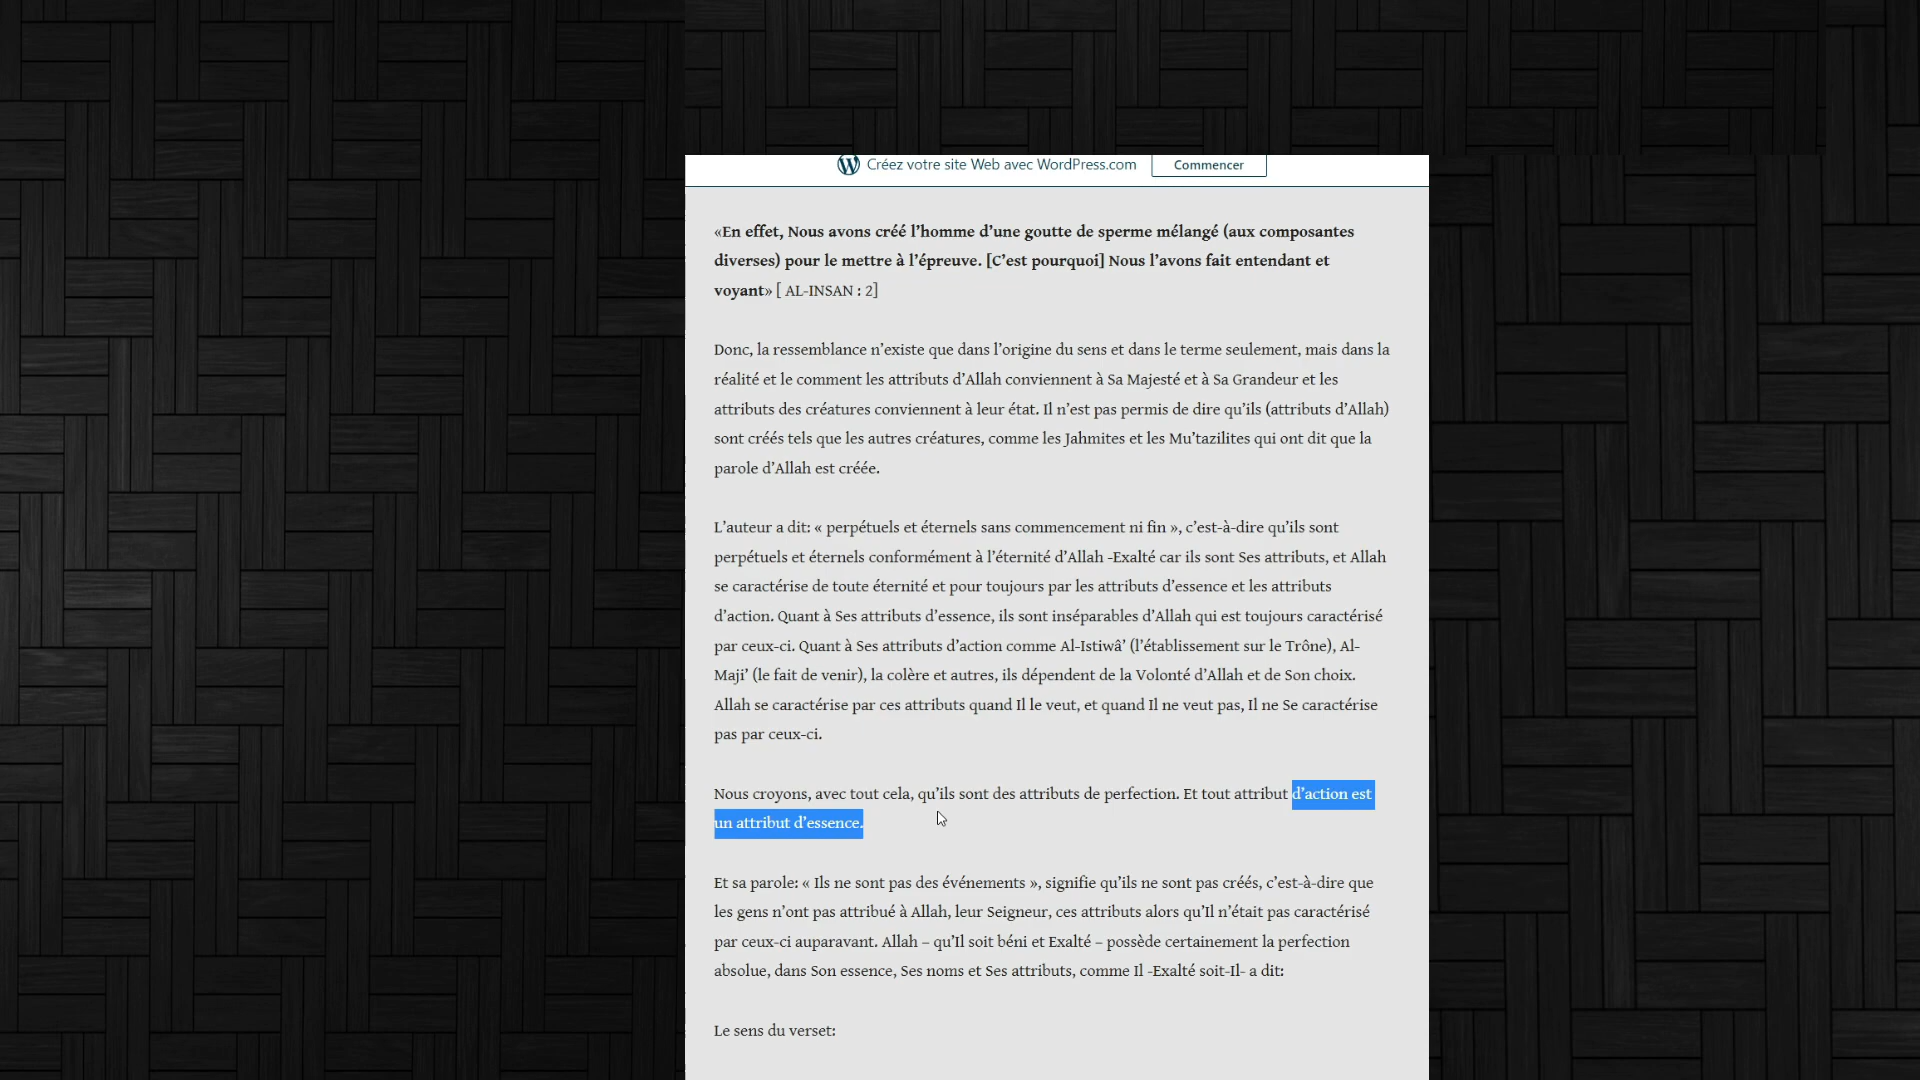 Créez votre site Web avec WordPress.com Commencer
«En effet, Nous avons créé l’homme d’une goutte de sperme mélangé (aux composantes
diverses) pour le mettre à l’épreuve. [C’est pourquoi] Nous l’avons fait entendant et
voyant» [ AL-INSAN : 2]
Donc, la ressemblance n’existe que dans l’origine du sens et dans le terme seulement, mais dans la
réalité et le comment les attributs d’Allah conviennent à Sa Majesté et à Sa Grandeur et les
attributs des créatures conviennent à leur état. Il n’est pas permis de dire qu’ils (attributs d’Allah)
sont créés tels que les autres créatures, comme les Jahmites et les Mu’tazilites qui ont dit que la
parole d’Allah est créée.
L’auteur a dit: « perpétuels et éternels sans commencement ni fin », c’est-à-dire qu’ils sont
perpétuels et éternels conformément à l’éternité d’Allah -Exalté car ils sont Ses attributs, et Allah
se caractérise de toute éternité et pour toujours par les attributs d’essence et les attributs
d’action. Quant à Ses attributs d’essence, ils sont inséparables d’Allah qui est toujours caractérisé
par ceux-ci. Quant à Ses attributs d’action comme Al-Istiwâ’ (l’établissement sur le Trône), Al-
Maji’ (le fait de venir), la colère et autres, ils dépendent de la Volonté d’Allah et de Son choix.
Allah se caractérise par ces attributs quand Il le veut, et quand Il ne veut pas, Il ne Se caractérise
pas par ceux-ci.
Nous croyons, avec tout cela, qu’ils sont des attributs de perfection. Et tout attribut d’action est
un attribut d’essence.
Et sa parole: « Ils ne sont pas des événements », signifie qu’ils ne sont pas créés, c’est-à-dire que
les gens n’ont pas attribué à Allah, leur Seigneur, ces attributs alors qu’Il n’était pas caractérisé
par ceux-ci auparavant. Allah – qu’Il soit béni et Exalté – possède certainement la perfection
absolue, dans Son essence, Ses noms et Ses attributs, comme Il -Exalté soit-Il- a dit:
Le sens du verset: